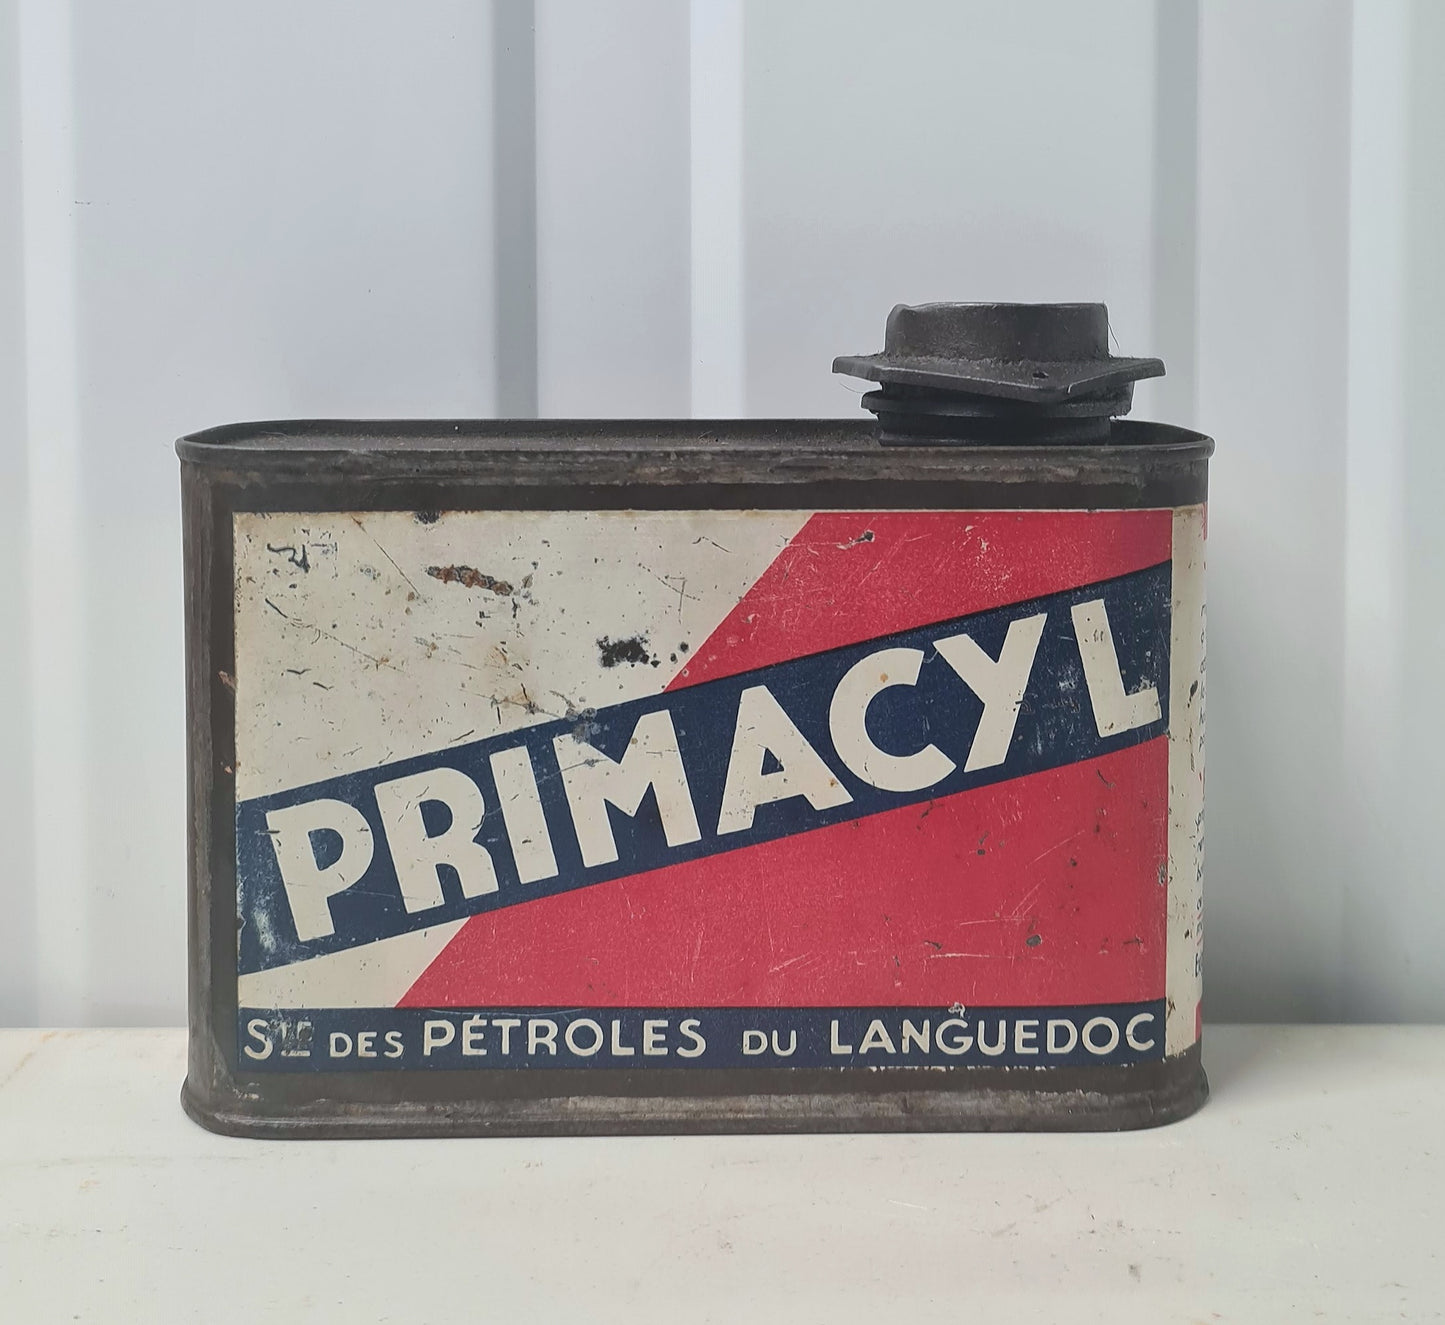 PRIMACYL
Sté DES PÉTROLES DU LANGUEDOC